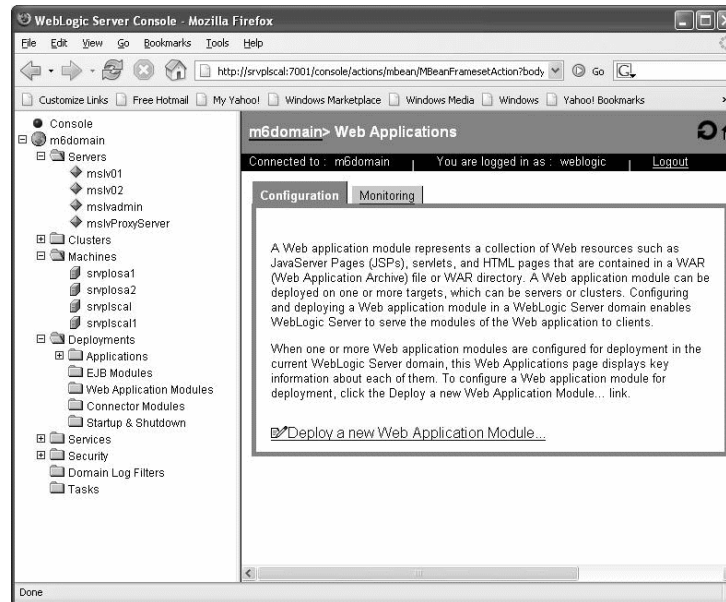 WebLogic Server Console - Mozilla Firefox
File Edit View Go Bookmarks Tools Help
http://srvplscal:7001/console/actions/mbean/MBeanFramesetAction?body Go
Customize Links Free Hotmail My Yahoo! Windows Marketplace Windows Media Windows Yahoo! Bookmarks
Console
m6domain
Servers
mslv01
mslv02
mslvadmin
mslvProxyServer
Clusters
Machines
srvplosa1
srvplosa2
srvplscal
srvplscal1
Deployments
Applications
EJB Modules
Web Application Modules
Connector Modules
Startup & Shutdown
Services
Security
Domain Log Filters
Tasks
m6domain> Web Applications
Connected to : m6domain | You are logged in as : weblogic | Logout
Configuration Monitoring
A Web application module represents a collection of Web resources such as
JavaServer Pages (JSPs), servlets, and HTML pages that are contained in a WAR
(Web Application Archive) file or WAR directory. A Web application module can be
deployed on one or more targets, which can be servers or clusters. Configuring
and deploying a Web application module in a WebLogic Server domain enables
WebLogic Server to serve the modules of the Web application to clients.
When one or more Web application modules are configured for deployment in the
current WebLogic Server domain, this Web Applications page displays key
information about each of them. To configure a Web application module for
deployment, click the Deploy a new Web Application Module... link.
Deploy a new Web Application Module...
Done